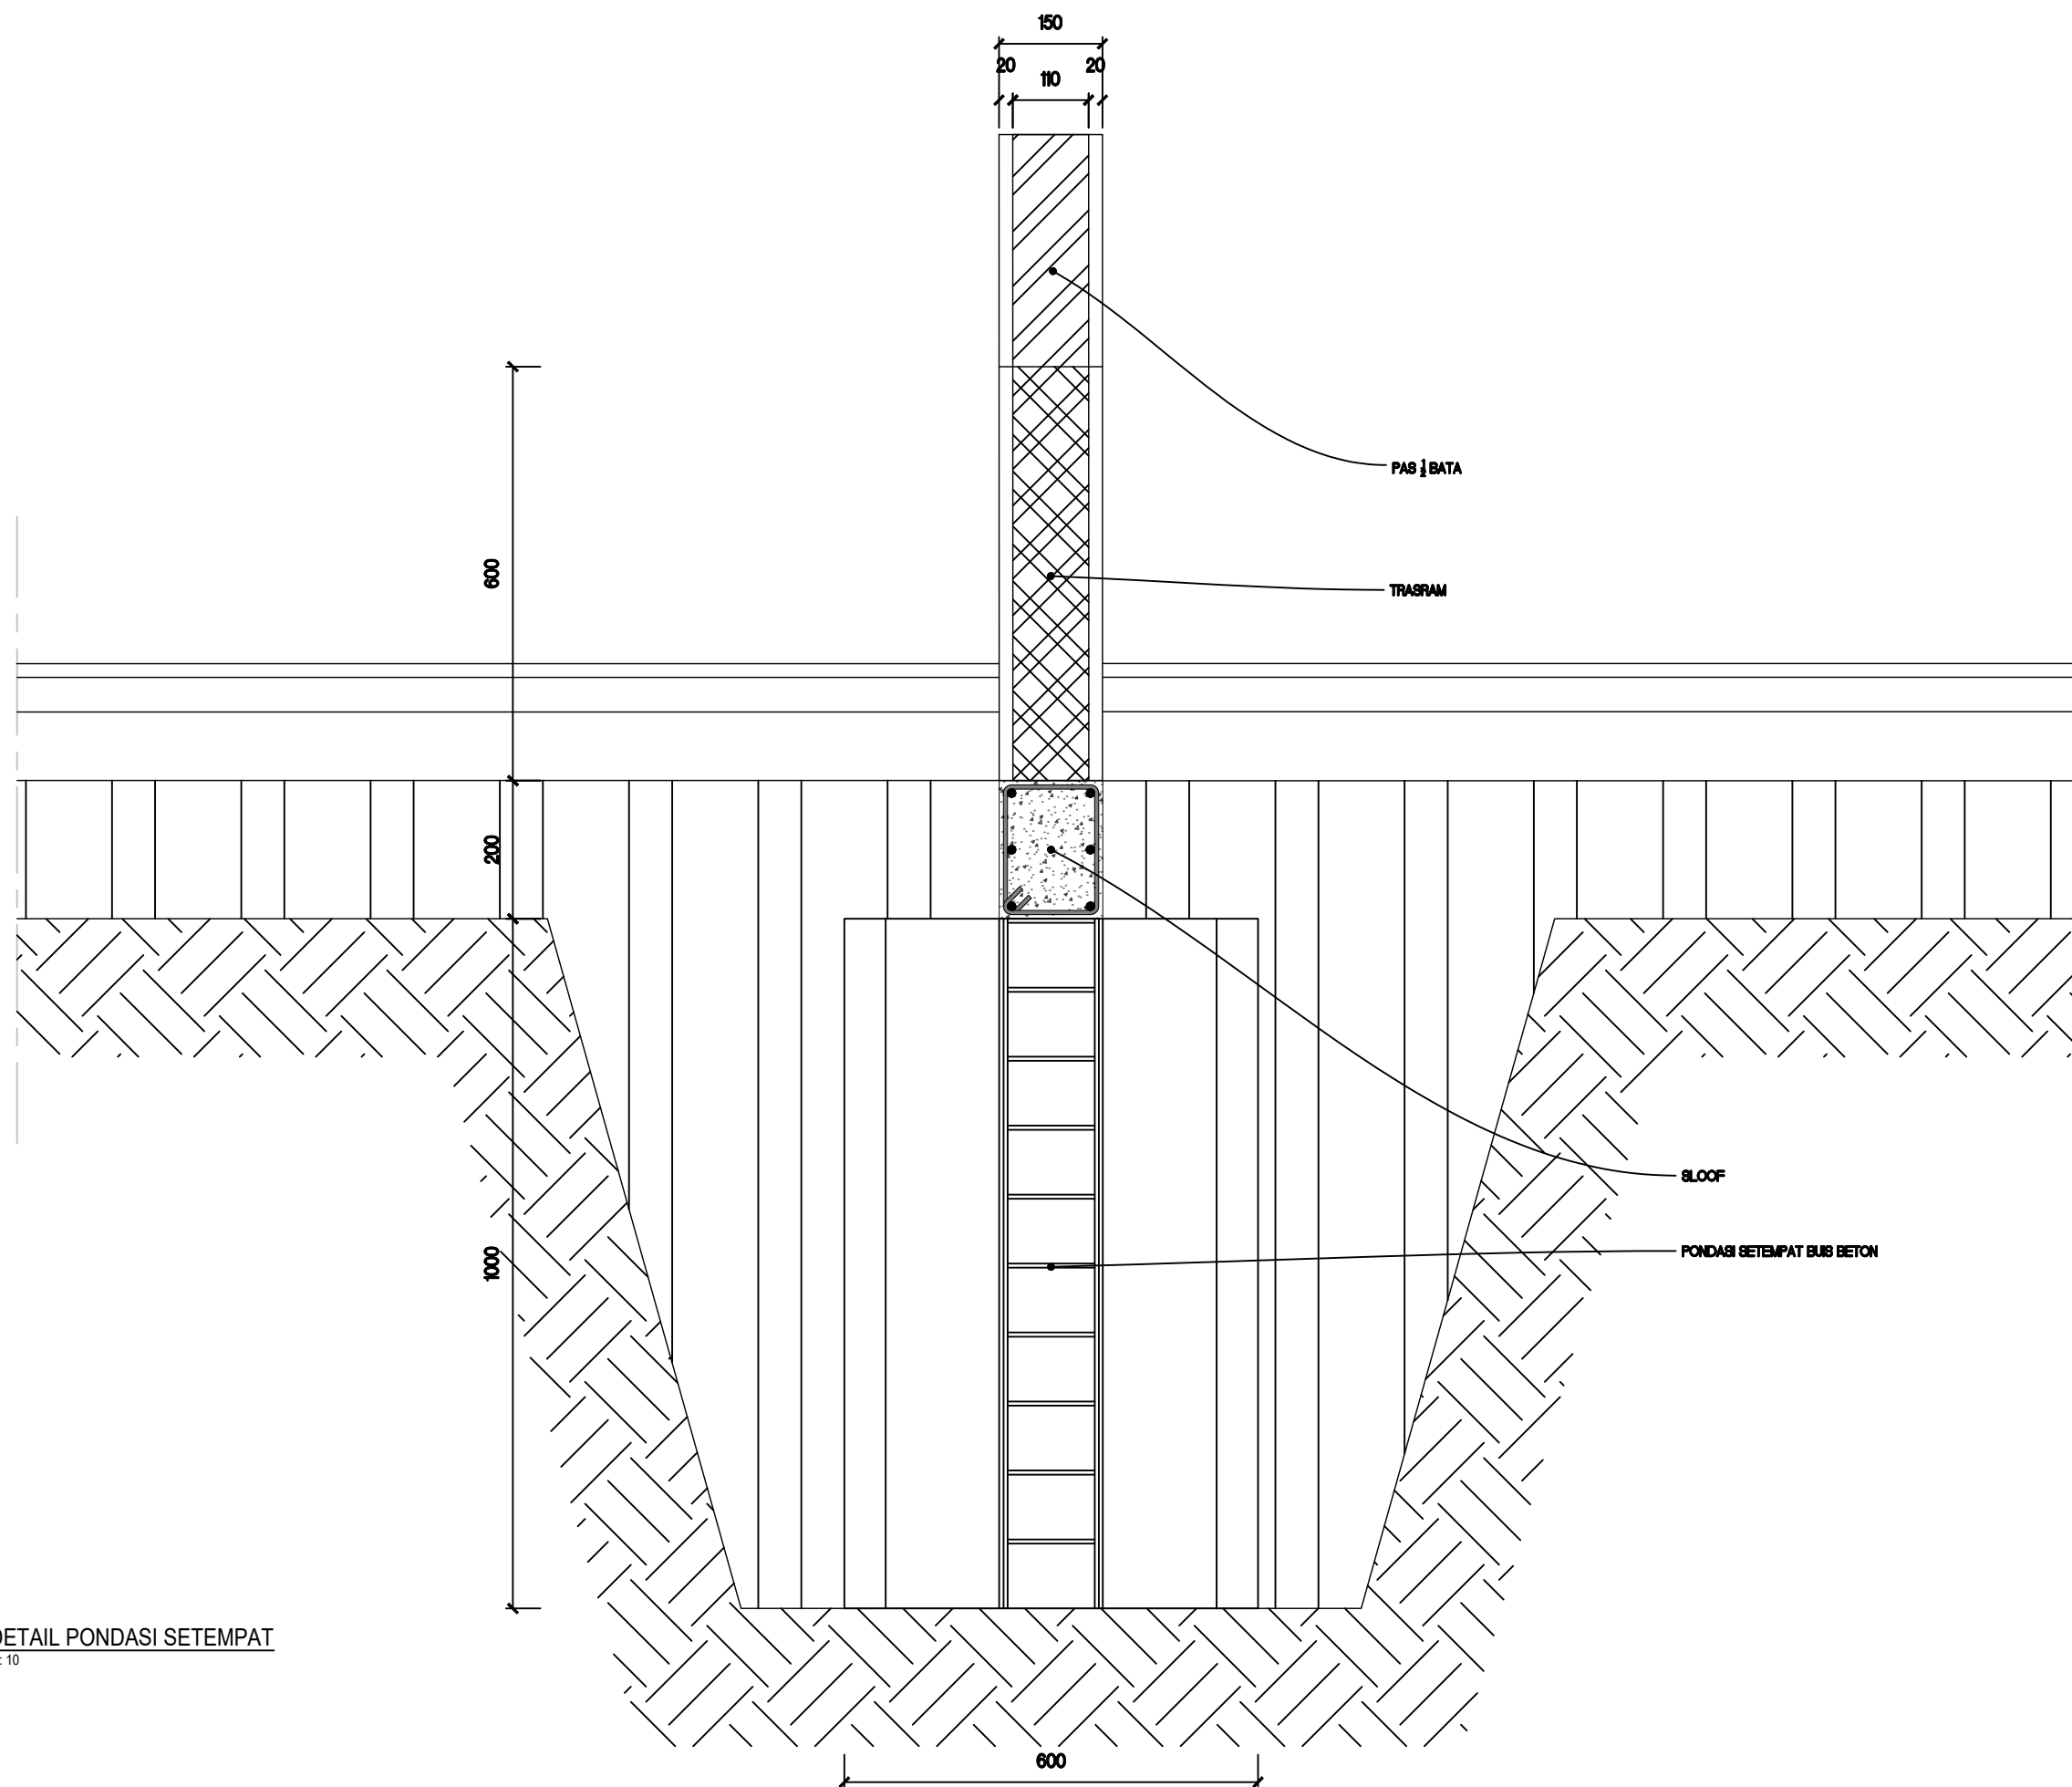 150
20
20
110
PAS ½ BATA
600
TRASRAM
200
SLOOF
PONDASI SETEMPAT BUIS BETON
1000
DETAIL PONDASI SETEMPAT
: 10
600